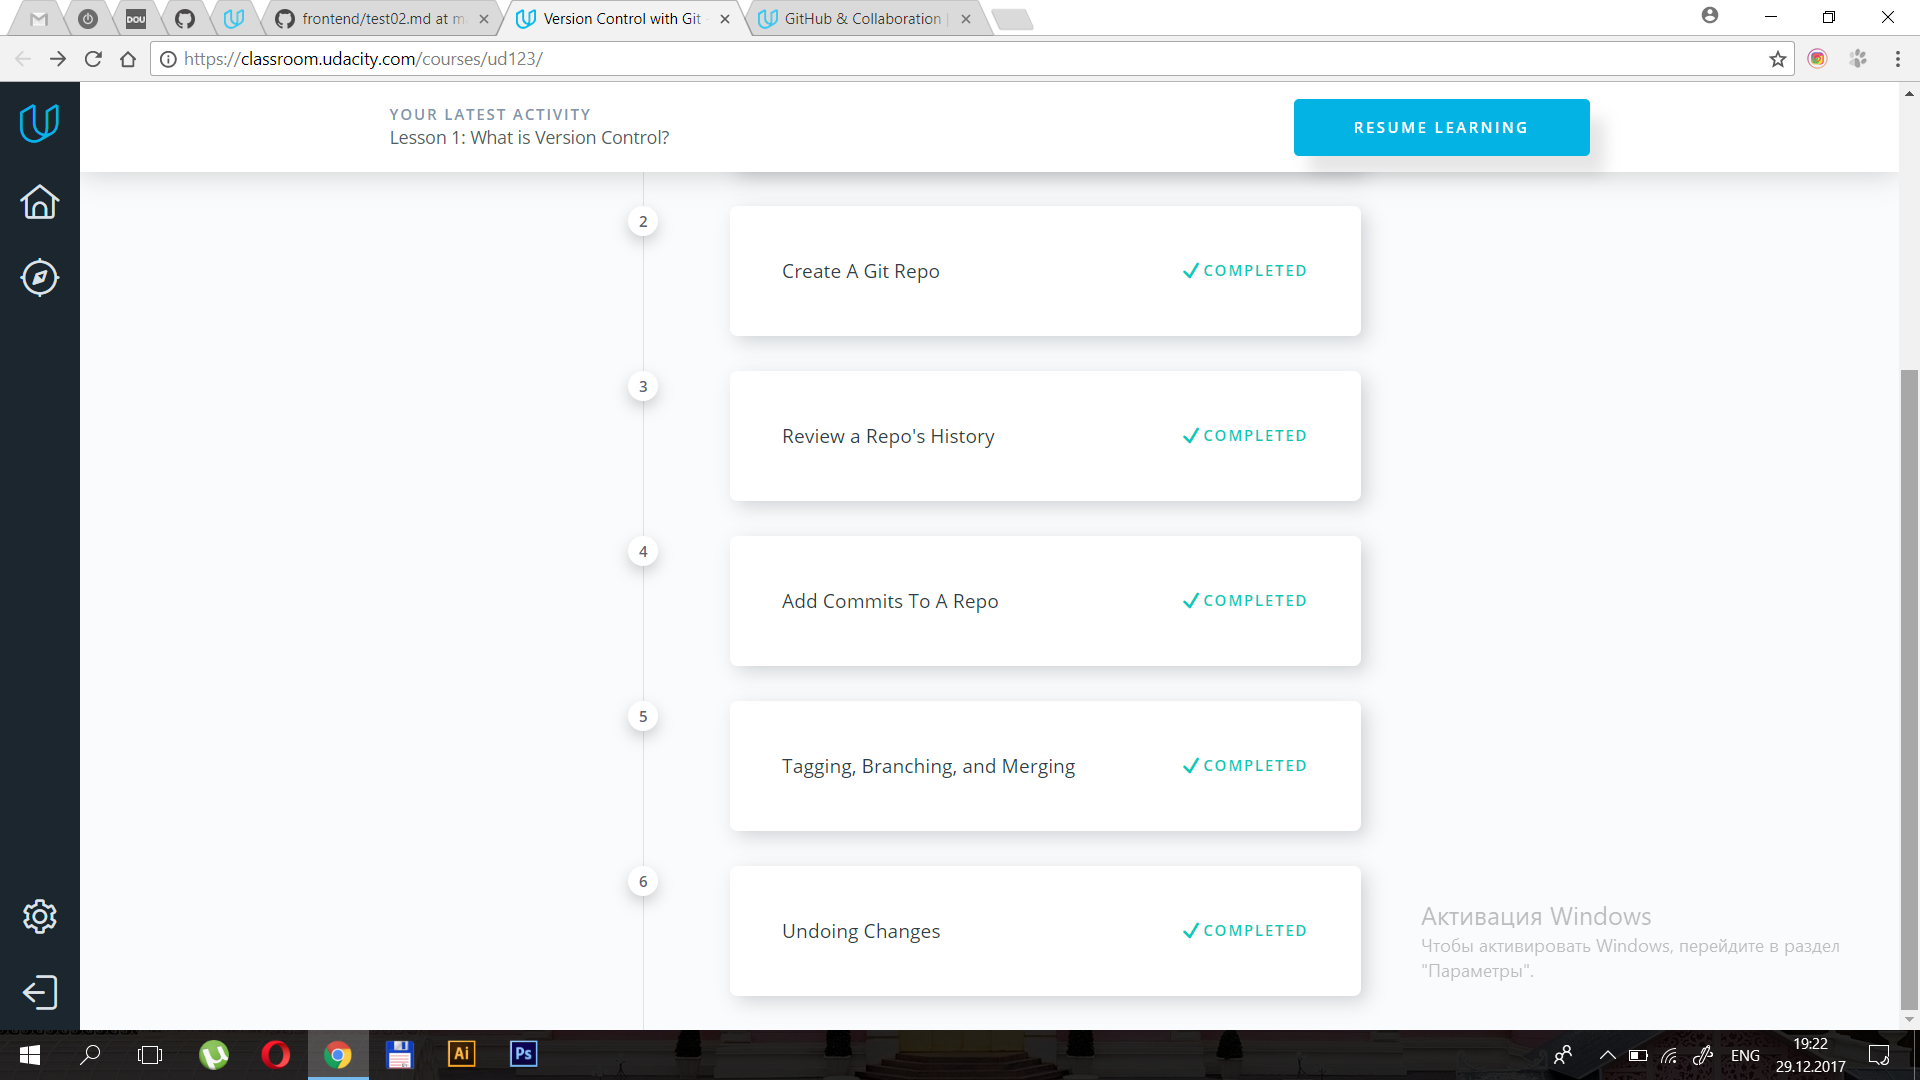 DOU
frontend/test02.md at m
Version Control with Git
GitHub & Collaboration
https://classroom.udacity.com/courses/ud123/
YOUR LATEST ACTIVITY
Lesson 1: What is Version Control?
RESUME LEARNING
2
Create A Git Repo
COMPLETED
3
Review a Repo's History
COMPLETED
4
Add Commits To A Repo
COMPLETED
5
Tagging, Branching, and Merging
COMPLETED
6
Undoing Changes
COMPLETED
Активация Windows
Чтобы активировать Windows, перейдите в раздел
"Параметры".
Ai
Ps
ENG
19:22
29.12.2017